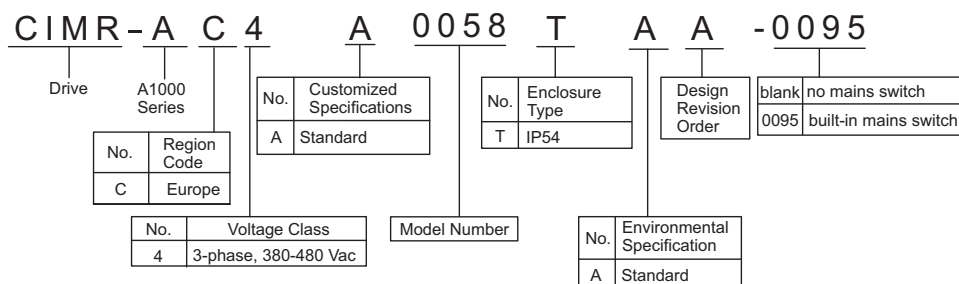 CIMR-A C 4 A 0058 T A A -0095
Drive
A1000
Series
No. Region
Code
C Europe
No. Voltage Class
4 3-phase, 380-480 Vac
No. Customized
Specifications
A Standard
Model Number
No. Enclosure
Type
T IP54
No. Environmental
Specification
A Standard
Design
Revision
Order
blank no mains switch
0095 built-in mains switch